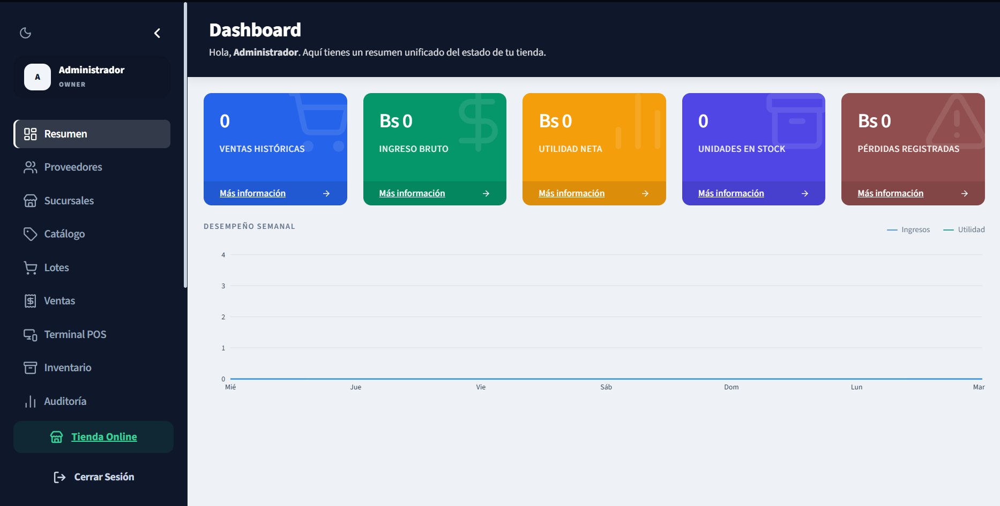 A
Administrador
OWNER
Resumen
Proveedores
Sucursales
Catálogo
Lotes
Ventas
Terminal POS
Inventario
Auditoría
Tienda Online
Cerrar Sesión
Dashboard
Hola, Administrador. Aquí tienes un resumen unificado del estado de tu tienda.
0
VENTAS HISTÓRICAS
Más información
Bs 0
INGRESO BRUTO
Más información
Bs 0
UTILIDAD NETA
Más información
0
UNIDADES EN STOCK
Más información
Bs 0
PÉRDIDAS REGISTRADAS
Más información
DESEMPEÑO SEMANAL
Ingresos Utilidad
4
3
2
1
0
Mié Jue Vie Sáb Dom Lun Mar